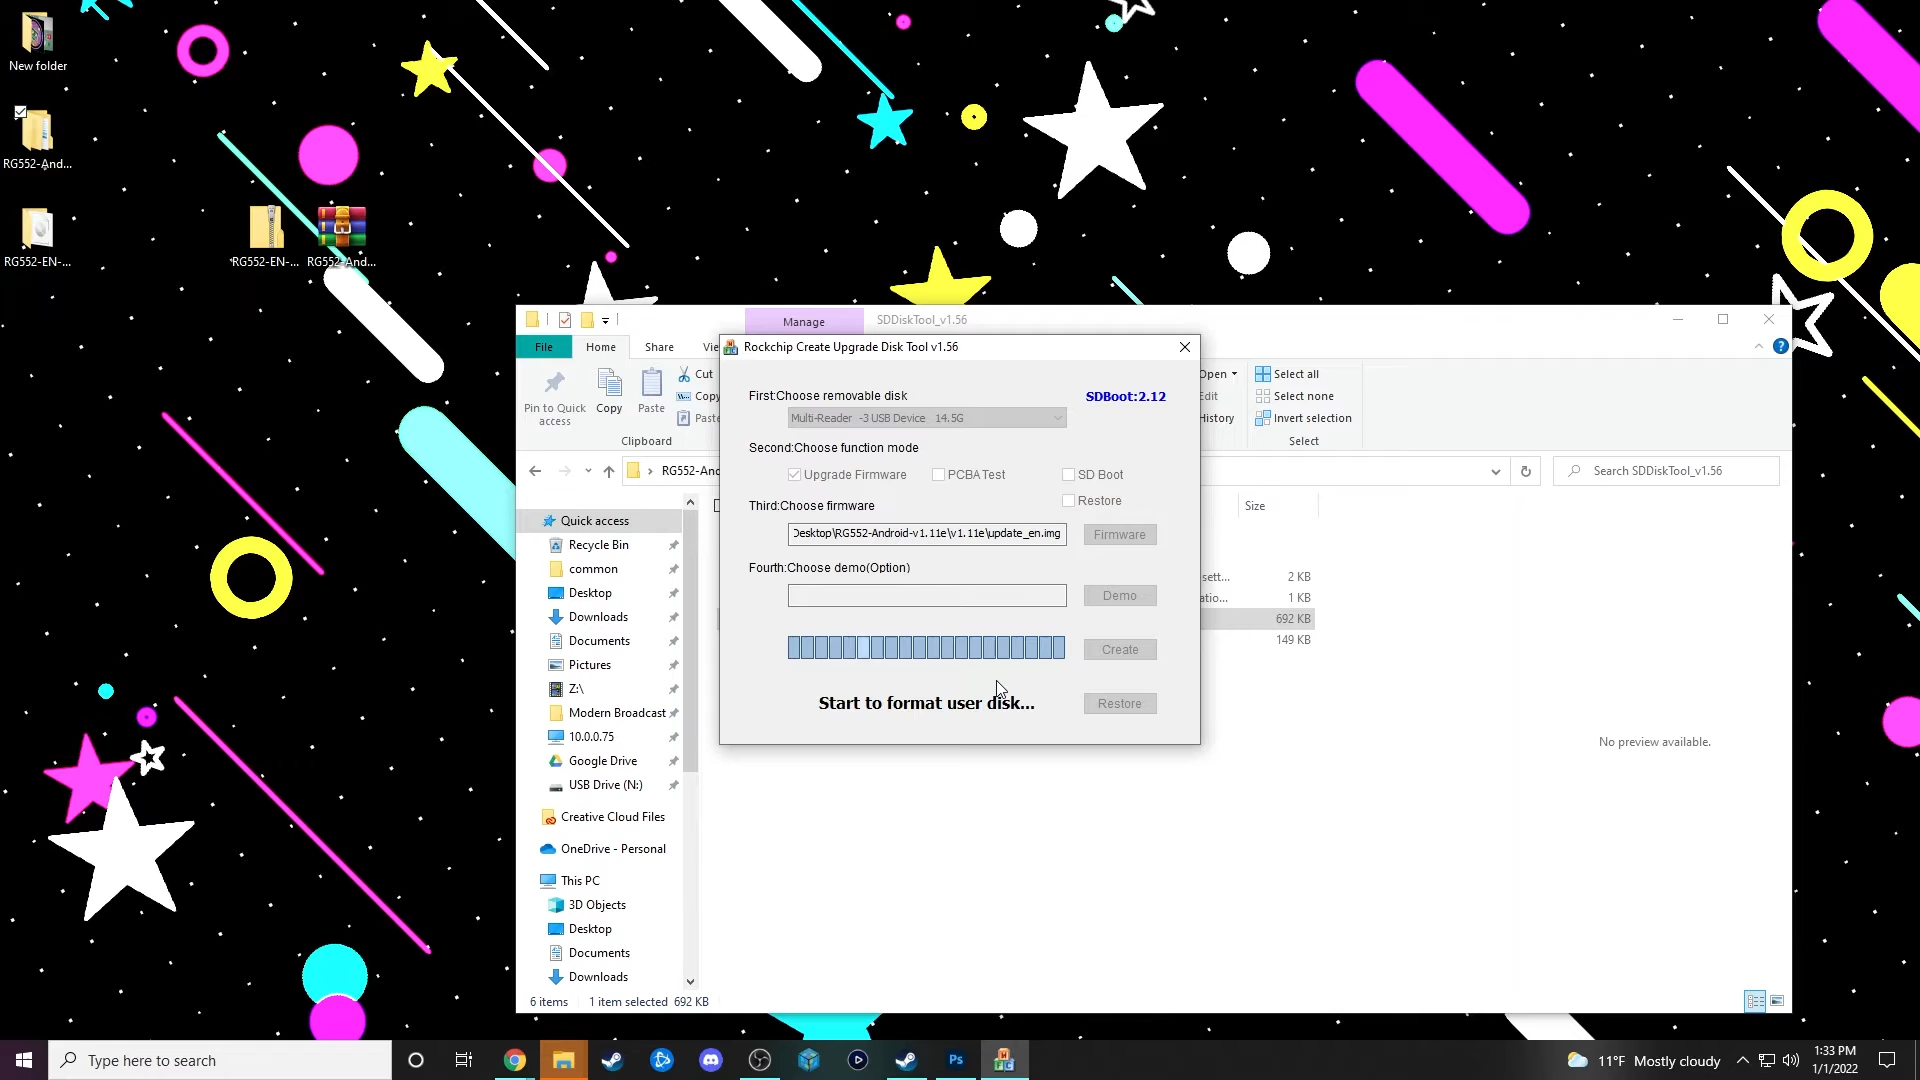 New folder
RG552-And...
RG552-EN-...
RG552-EN-...
RG552-And...
Manage
SDDiskTool_v1.56
File
Home
Share
Vie
Pin to Quick
access
Copy
Paste
Cut
Copy
Paste
Clipboard
Open
Edit
History
Select all
Select none
Invert selection
Select
RG552-And
Search SDDiskTool_v1.56
Quick access
Recycle Bin
common
Desktop
Downloads
Documents
Pictures
Z:\
Modern Broadcast
10.0.0.75
Google Drive
USB Drive (N:)
Creative Cloud Files
OneDrive - Personal
This PC
3D Objects
Desktop
Documents
Downloads
Size
sett...
2 KB
atio...
1 KB
692 KB
149 KB
No preview available.
6 items
1 item selected 692 KB
Rockchip Create Upgrade Disk Tool v1.56
First:Choose removable disk
SDBoot:2.12
Multi-Reader -3 USB Device 14.5G
Second:Choose function mode
Upgrade Firmware
PCBA Test
SD Boot
Restore
Third:Choose firmware
Desktop\RG552-Android-v1.11e\v1.11e\update_en.img
Firmware
Fourth:Choose demo(Option)
Demo
Create
Start to format user disk...
Restore
Type here to search
Ps
11°F Mostly cloudy
1:33 PM
1/1/2022